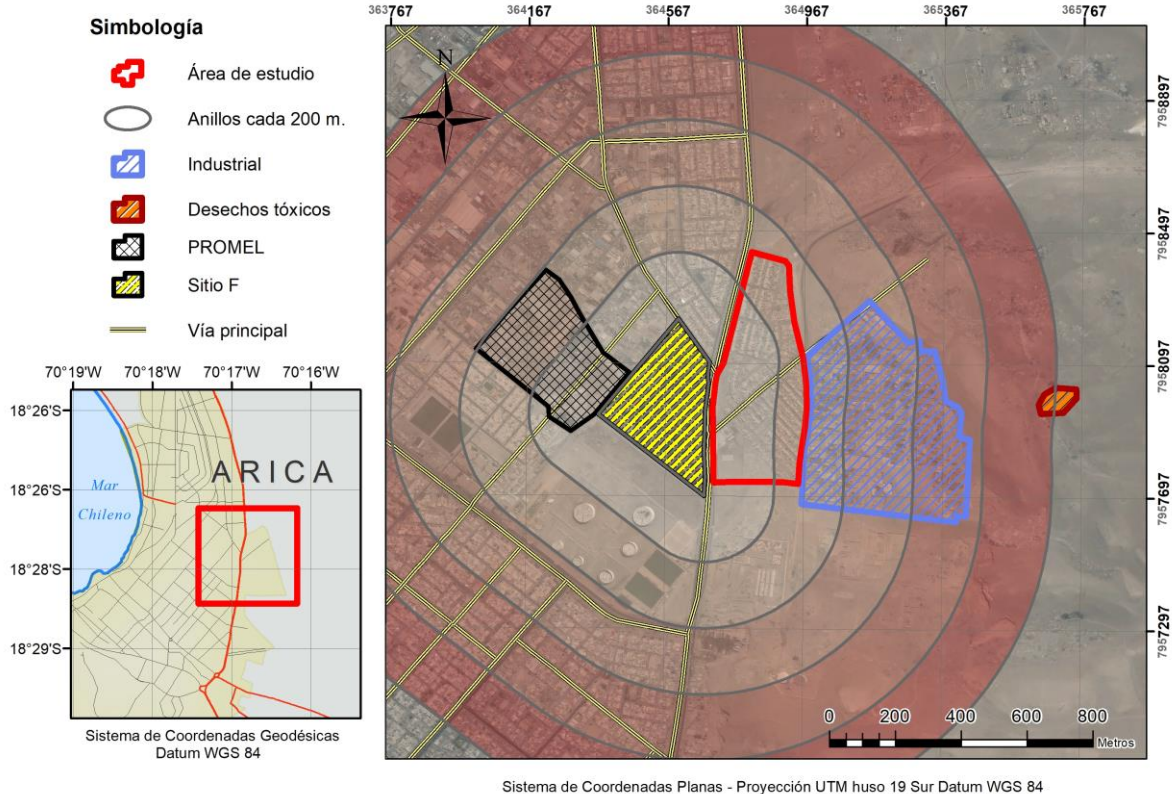 Simbología
Área de estudio
Anillos cada 200 m.
Industrial
Desechos tóxicos
PROMEL
Sitio F
Vía principal
70°19'W 70°18'W 70°17'W 70°16'W
18°26'S
18°26'S
18°28'S
18°29'S
ARICA
Mar
Chileno
Sistema de Coordenadas Geodésicas
Datum WGS 84
363767 364167 364567 364967 365367 365767
N
7958897
7958497
7958097
7957697
7957297
0 200 400 600 800
Metros
Sistema de Coordenadas Planas - Proyección UTM huso 19 Sur Datum WGS 84